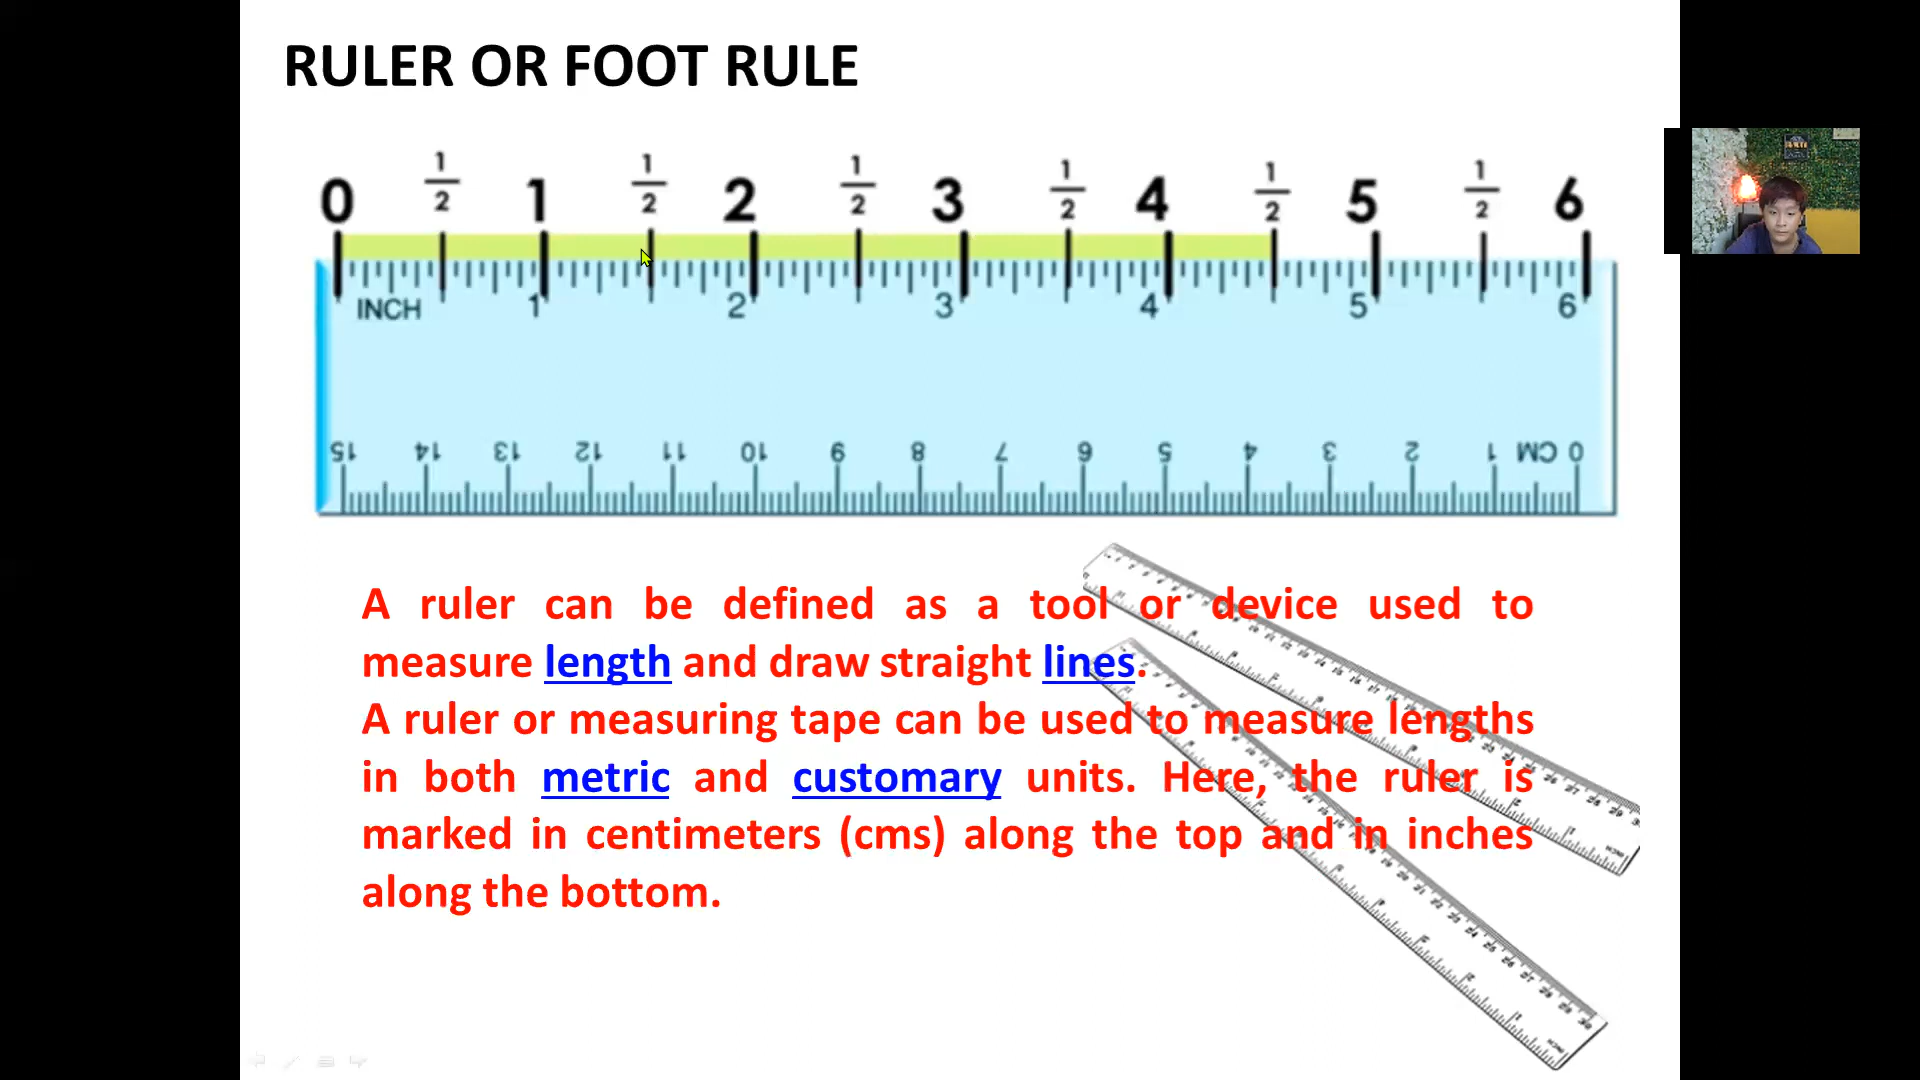 RULER OR FOOT RULE
0 1/2 1 1/2 2 1/2 3 1/2 4 1/2 5 1/2 6
INCH 1 2 3 4 5 6
15 14 13 12 11 10 9 8 7 6 5 4 3 2 1 CM 0
A ruler can be defined as a tool or device used to
measure length and draw straight lines.
A ruler or measuring tape can be used to measure lengths
in both metric and customary units. Here, the ruler is
marked in centimeters (cms) along the top and in inches
along the bottom.
INCH
INCH